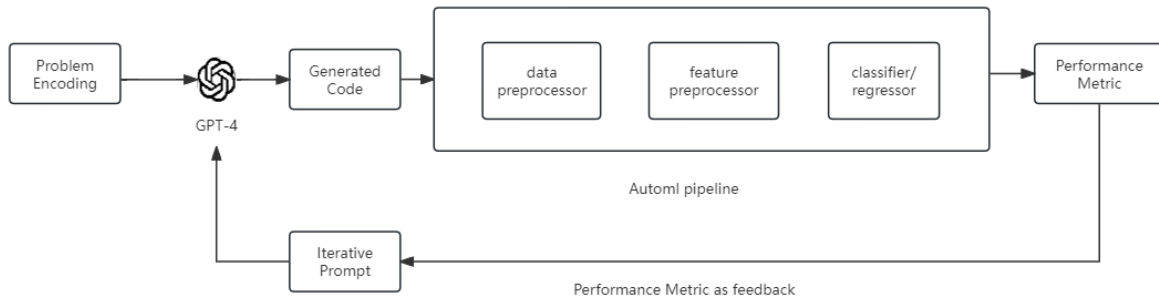 Problem
Encoding
GPT-4
Generated
Code
data
preprocessor
feature
preprocessor
classifier/
regressor
Performance
Metric
Automl pipeline
Iterative
Prompt
Performance Metric as feedback